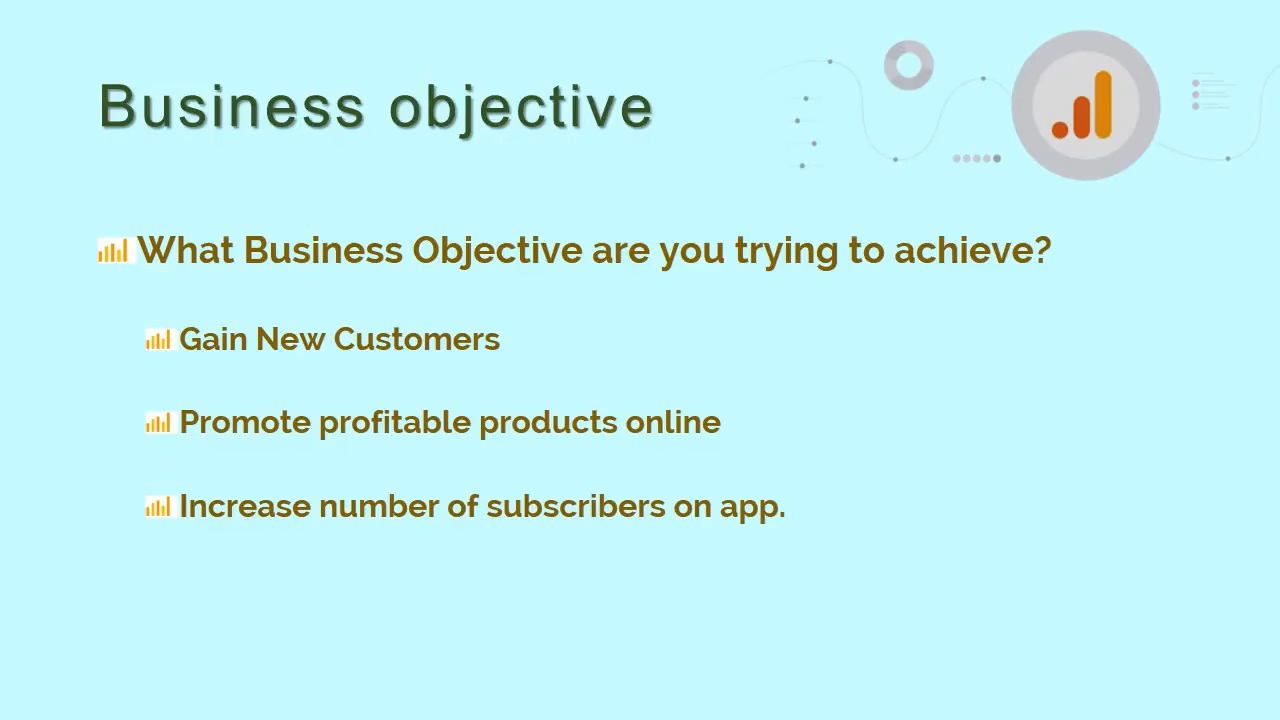 Business objective
What Business Objective are you trying to achieve?
Gain New Customers
Promote profitable products online
Increase number of subscribers on app.